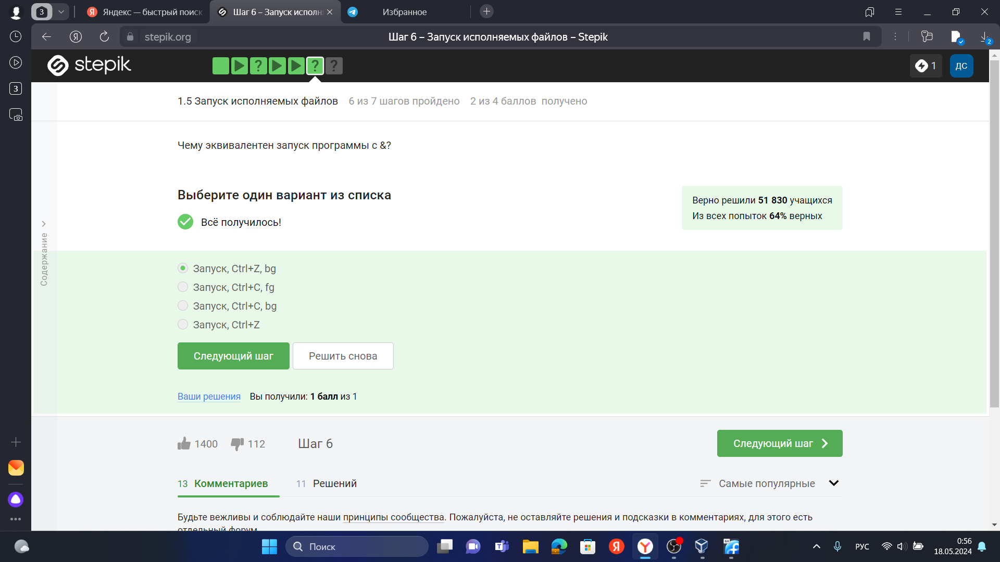 3
Яндекс — быстрый поиск
Шаг 6 – Запуск исполн
Избранное
Я
stepik.org
Шаг 6 – Запуск исполняемых файлов – Stepik
2
3
stepik
? ? ?
1
ДС
1.5 Запуск исполняемых файлов 6 из 7 шагов пройдено 2 из 4 баллов получено
Содержание
Чему эквивалентен запуск программы с &?
Выберите один вариант из списка
Всё получилось!
Верно решили 51 830 учащихся
Из всех попыток 64% верных
Запуск, Ctrl+Z, bg
Запуск, Ctrl+C, fg
Запуск, Ctrl+C, bg
Запуск, Ctrl+Z
Следующий шаг
Решить снова
Ваши решения Вы получили: 1 балл из 1
1400 112 Шаг 6
Следующий шаг
13 Комментариев 11 Решений
Самые популярные
Будьте вежливы и соблюдайте наши принципы сообщества. Пожалуйста, не оставляйте решения и подсказки в комментариях, для этого есть
отдельный форум.
Поиск
64
РУС
0:56
18.05.2024